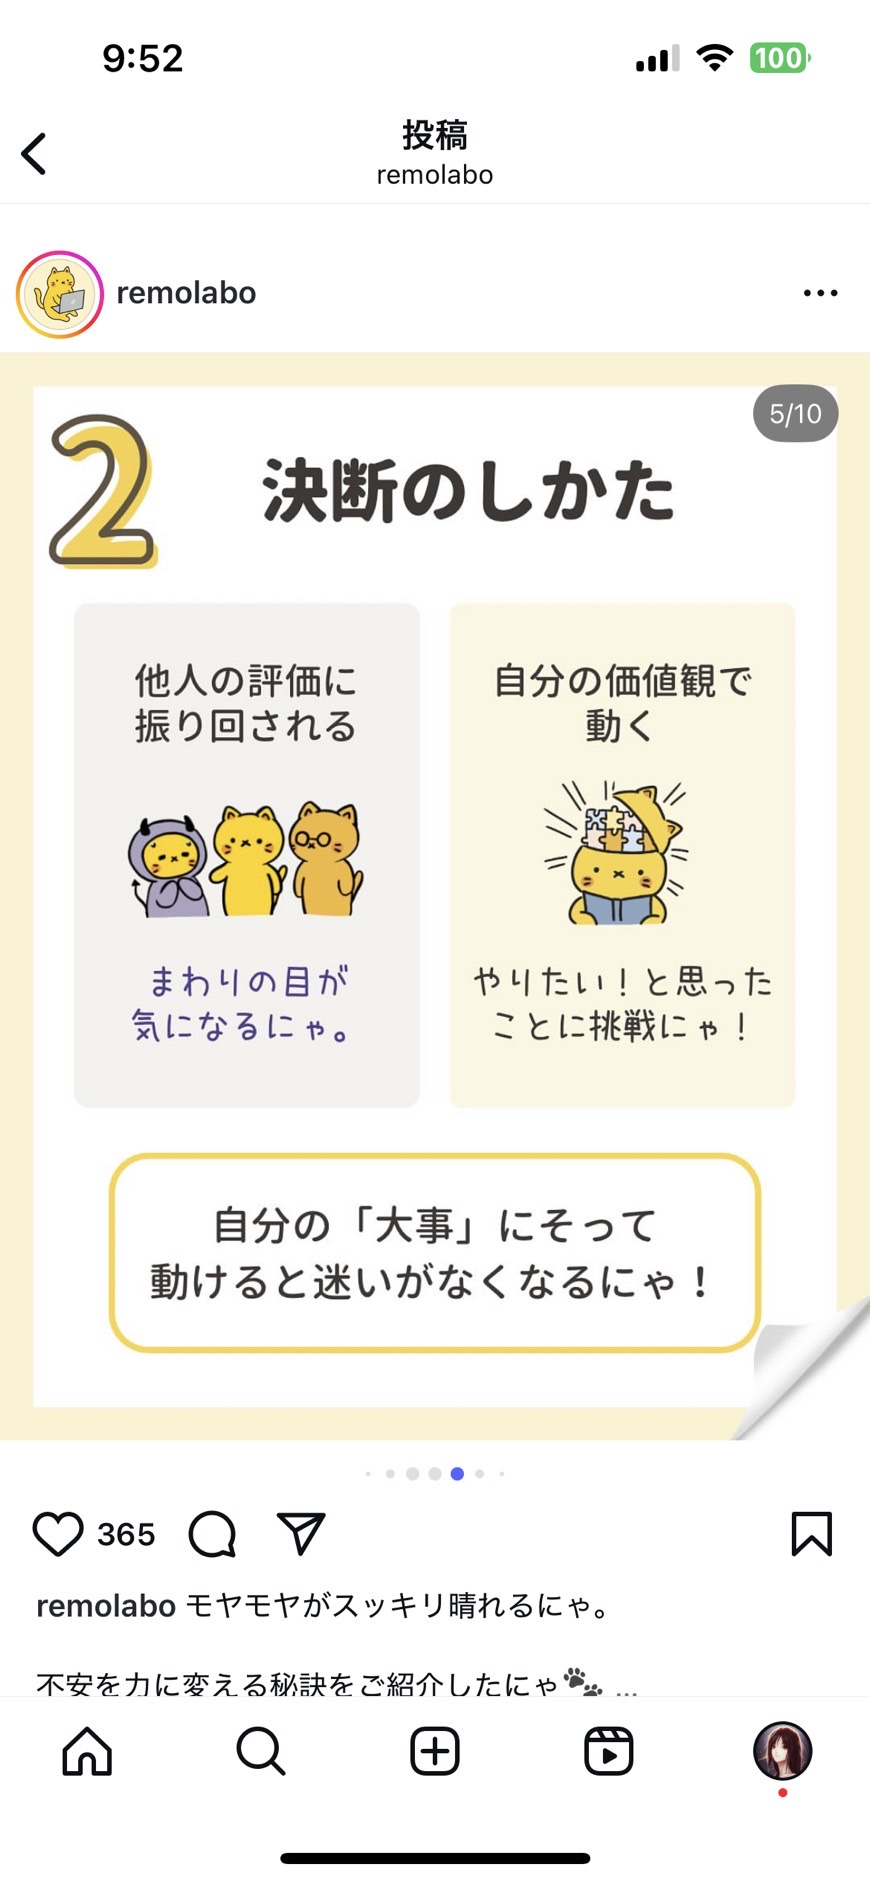 9:52
100
投稿
remolabo
remolabo
5/10
2
決断のしかた
他人の評価に
振り回される
まわりの目が
気になるにゃ。
自分の価値観で
動く
やりたい！と思った
ことに挑戦にゃ！
自分の「大事」にそって
動けると迷いがなくなるにゃ！
365
remolabo モヤモヤがスッキリ晴れるにゃ。
不安を力に変える秘訣をご紹介したにゃ🐾 ...